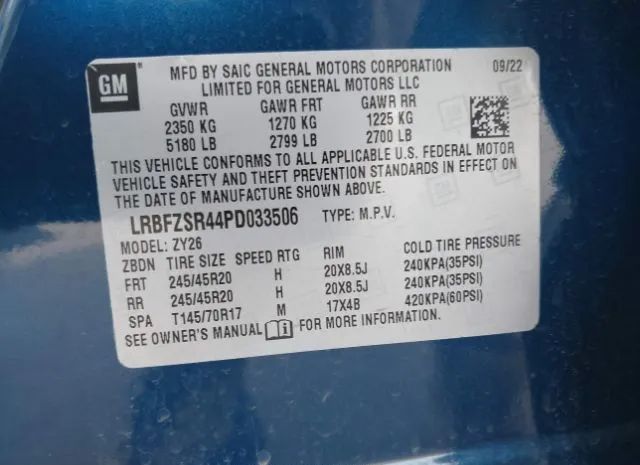 GM
MFD BY SAIC GENERAL MOTORS CORPORATION 09/22
LIMITED FOR GENERAL MOTORS LLC
GVWR GAWR FRT GAWR RR
2350 KG 1270 KG 1225 KG
5180 LB 2799 LB 2700 LB
THIS VEHICLE CONFORMS TO ALL APPLICABLE U.S. FEDERAL MOTOR
VEHICLE SAFETY AND THEFT PREVENTION STANDARDS IN EFFECT ON
THE DATE OF MANUFACTURE SHOWN ABOVE.
LRBFZSR44PD033506 TYPE: M.P.V.
MODEL: ZY26
ZBDN TIRE SIZE SPEED RTG RIM COLD TIRE PRESSURE
FRT 245/45R20 H 20X8.5J 240KPA(35PSI)
RR 245/45R20 H 20X8.5J 240KPA(35PSI)
SPA T145/70R17 M 17X4B 420KPA(60PSI)
SEE OWNER'S MANUAL FOR MORE INFORMATION.